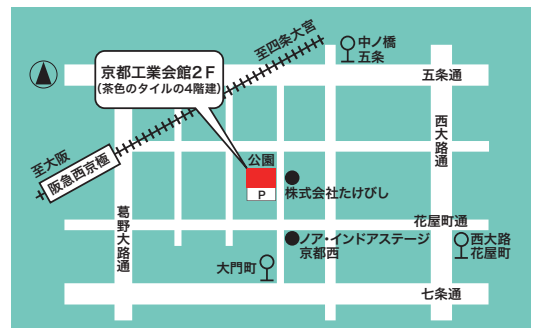 至四条大宮
中ノ橋
五条
京都工業会館2F
(茶色のタイルの4階建)
五条通
西大路通
至大阪
阪急西京極
公園
P
株式会社たけびし
葛野大路通
花屋町通
ノア・インドアステージ
京都西
西大路
花屋町
大門町
七条通